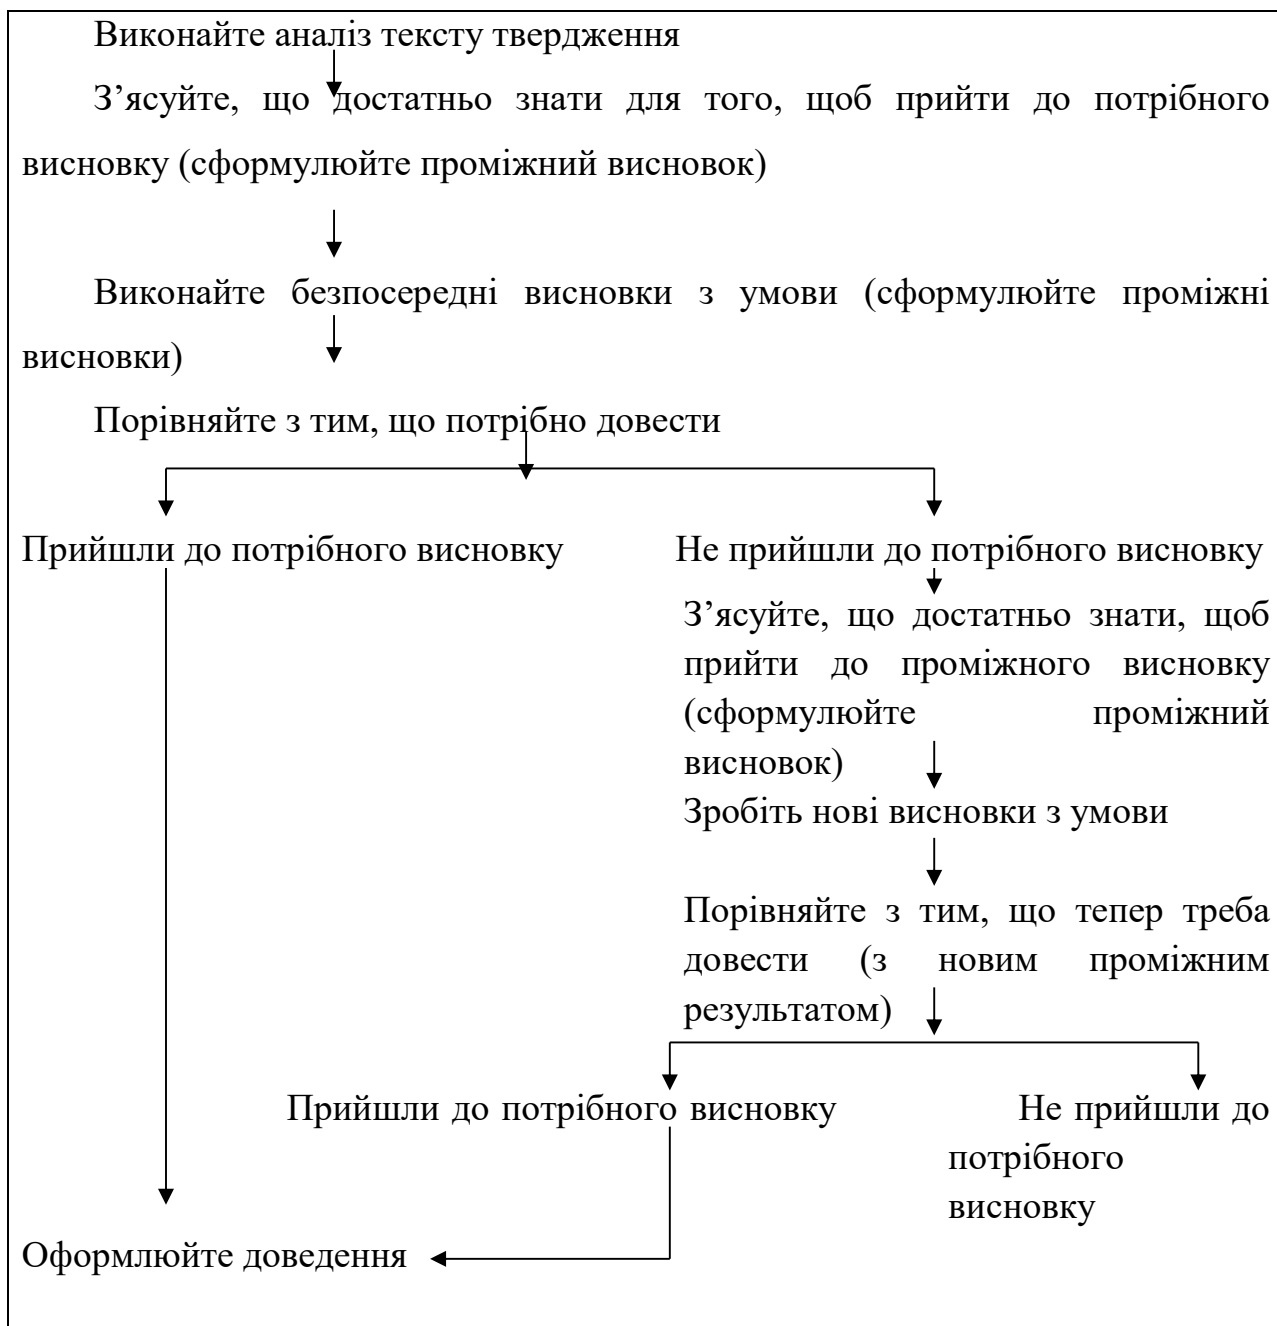 Виконайте аналіз тексту твердження
З’ясуйте, що достатньо знати для того, щоб прийти до потрібного
висновку (сформулюйте проміжний висновок)
Виконайте безпосередні висновки з умови (сформулюйте проміжні
висновки)
Порівняйте з тим, що потрібно довести
Прийшли до потрібного висновку
Не прийшли до потрібного висновку
З’ясуйте, що достатньо знати, щоб
прийти до проміжного висновку
(сформулюйте проміжний
висновок)
Зробіть нові висновки з умови
Порівняйте з тим, що тепер треба
довести (з новим проміжним
результатом)
Прийшли до потрібного висновку
Не прийшли до
потрібного
висновку
Оформлюйте доведення